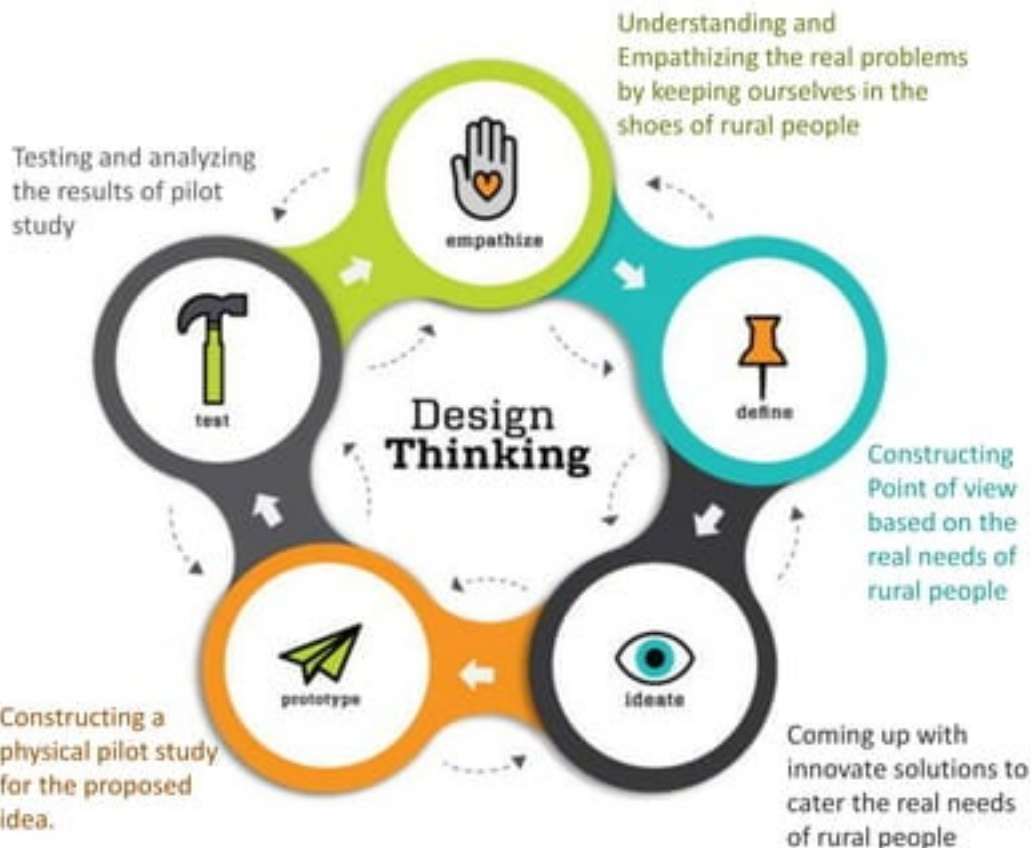 Understanding and
Empathizing the real problems
by keeping ourselves in the
shoes of rural people
Testing and analyzing
the results of pilot
study
empathize
test
define
Design
Thinking
Constructing
Point of view
based on the
real needs of
rural people
prototype
ideate
Constructing a
physical pilot study
for the proposed
idea.
Coming up with
innovate solutions to
cater the real needs
of rural people